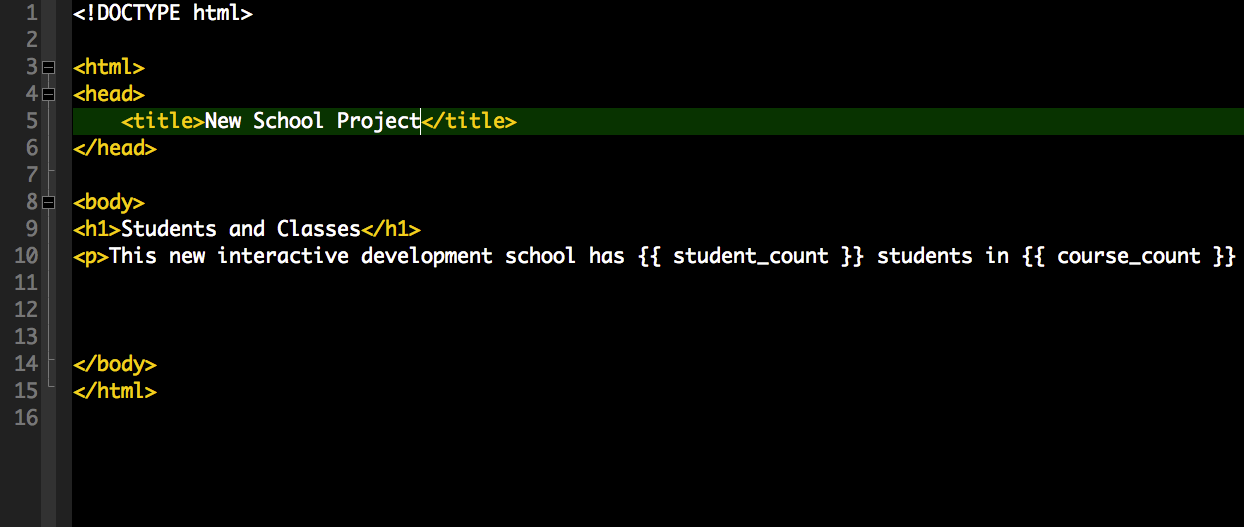 1 <!DOCTYPE html>
2
3 <html>
4 <head>
5 <title>New School Project</title>
6 </head>
7
8 <body>
9 <h1>Students and Classes</h1>
10 <p>This new interactive development school has {{ student_count }} students in {{ course_count }}
11
12
13
14 </body>
15 </html>
16